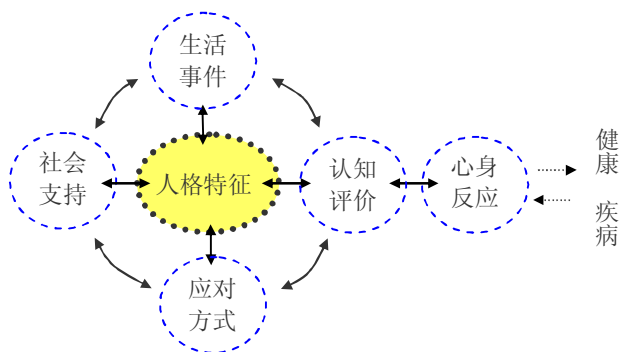 生活
事件
社会
支持
人格特征
认知
评价
心身
反应
健康
疾病
应对
方式